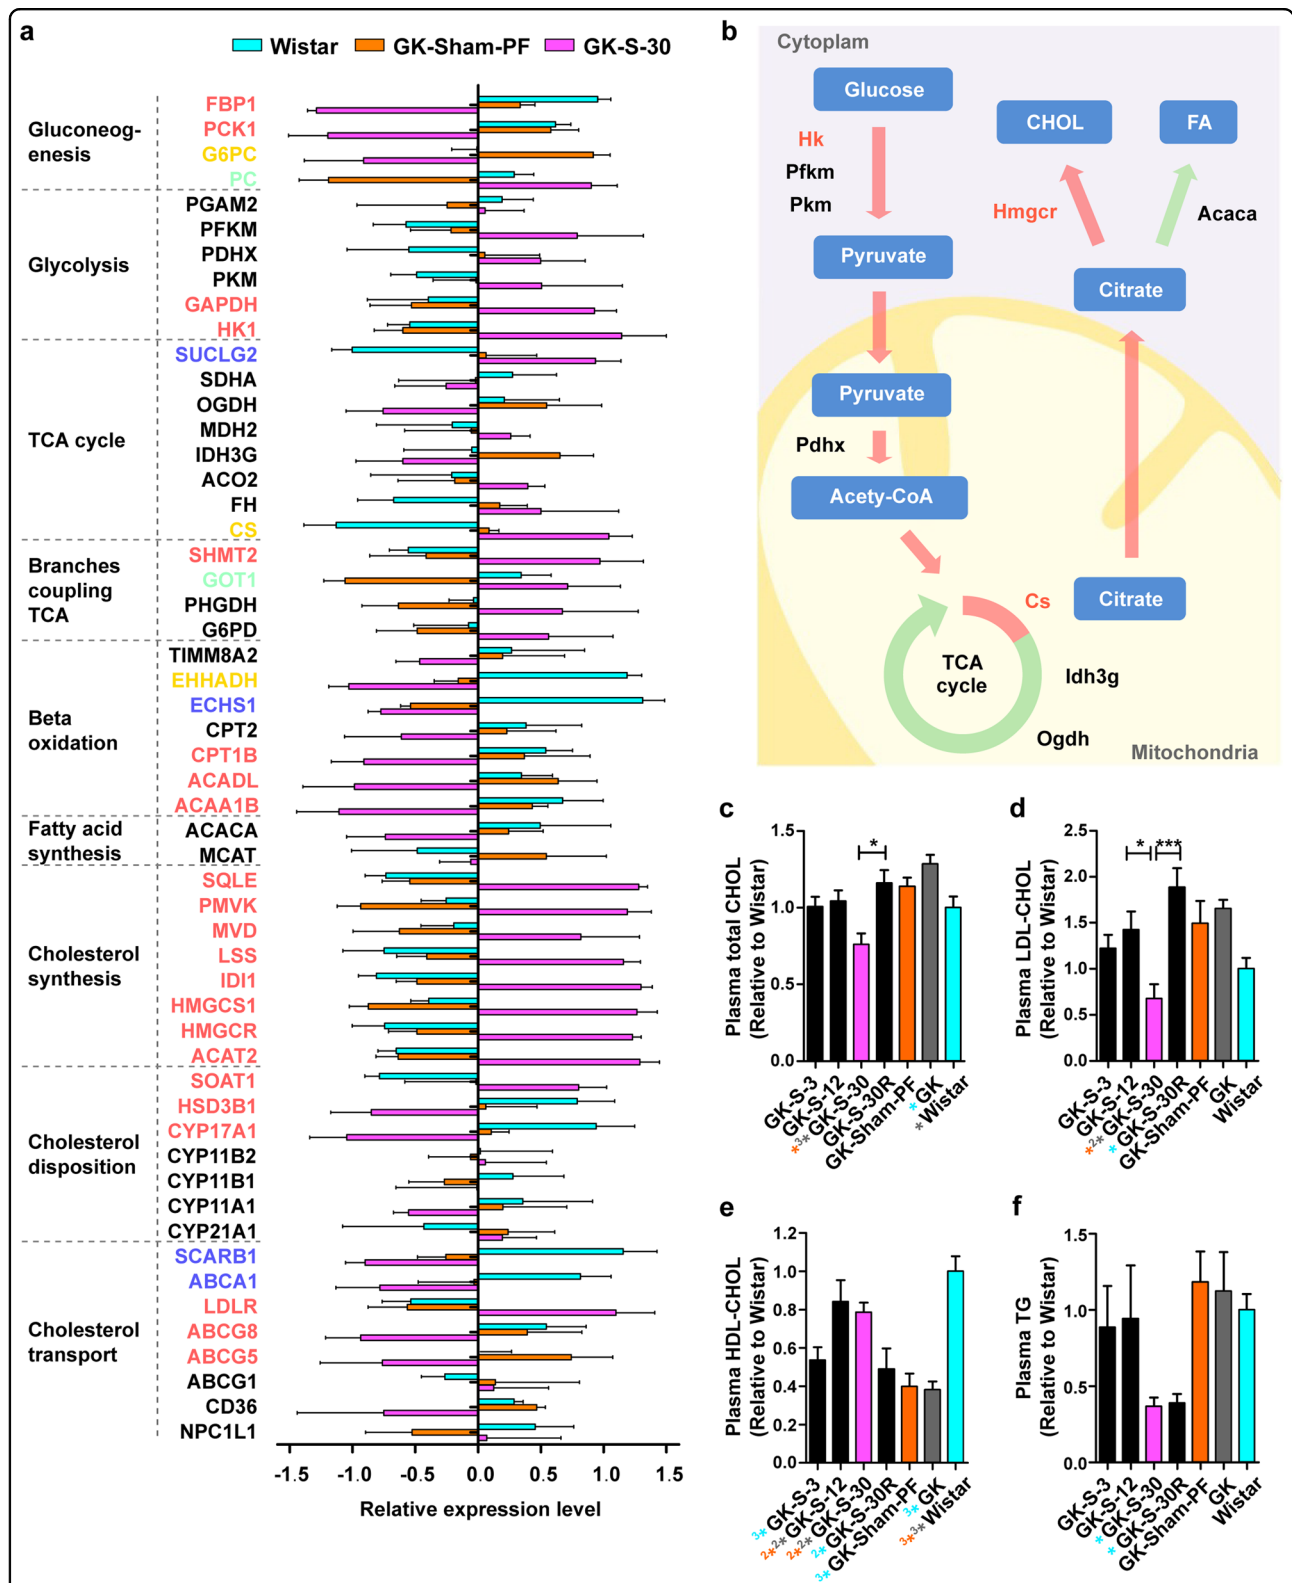 a
Wistar GK-Sham-PF GK-S-30
Gluconeog-
enesis
FBP1
PCK1
G6PC
PC
Glycolysis
PGAM2
PFKM
PDHX
PKM
GAPDH
HK1
TCA cycle
SUCLG2
SDHA
OGDH
MDH2
IDH3G
ACO2
FH
CS
Branches
coupling
TCA
SHMT2
GOT1
PHGDH
G6PD
Beta
oxidation
TIMM8A2
EHHADH
ECHS1
CPT2
CPT1B
ACADL
ACAA1B
Fatty acid
synthesis
ACACA
MCAT
Cholesterol
synthesis
SQLE
PMVK
MVD
LSS
IDI1
HMGCS1
HMGCR
ACAT2
Cholesterol
disposition
SOAT1
HSD3B1
CYP17A1
CYP11B2
CYP11B1
CYP11A1
CYP21A1
Cholesterol
transport
SCARB1
ABCA1
LDLR
ABCG8
ABCG5
ABCG1
CD36
NPC1L1
-1.5 -1.0 -0.5 0.0 0.5 1.0 1.5
Relative expression level
b
Cytoplam
Glucose
CHOL
FA
Hk
Pfkm
Pkm
Hmgcr
Acaca
Pyruvate
Citrate
Pyruvate
Pdhx
Acety-CoA
Cs
Citrate
TCA
cycle
Idh3g
Ogdh
Mitochondria
c
Plasma total CHOL
(Relative to Wistar)
1.5
1.0
0.5
0.0
*
GK-S-3
GK-S-12
*3* GK-S-30
GK-S-30R
GK-Sham-PF
* GK
* Wistar
d
Plasma LDL-CHOL
(Relative to Wistar)
2.5
2.0
1.5
1.0
0.5
0.0
* ***
GK-S-3
GK-S-12
*2* GK-S-30
* GK-S-30R
GK-Sham-PF
GK
Wistar
e
Plasma HDL-CHOL
(Relative to Wistar)
1.2
1.0
0.8
0.6
0.4
0.2
0.0
3* GK-S-3
2*2* GK-S-12
2*2* GK-S-30
2* GK-S-30R
3* GK-Sham-PF
3* GK
3*3* Wistar
f
Plasma TG
(Relative to Wistar)
1.5
1.0
0.5
0.0
GK-S-3
GK-S-12
* GK-S-30
* GK-S-30R
GK-Sham-PF
GK
Wistar